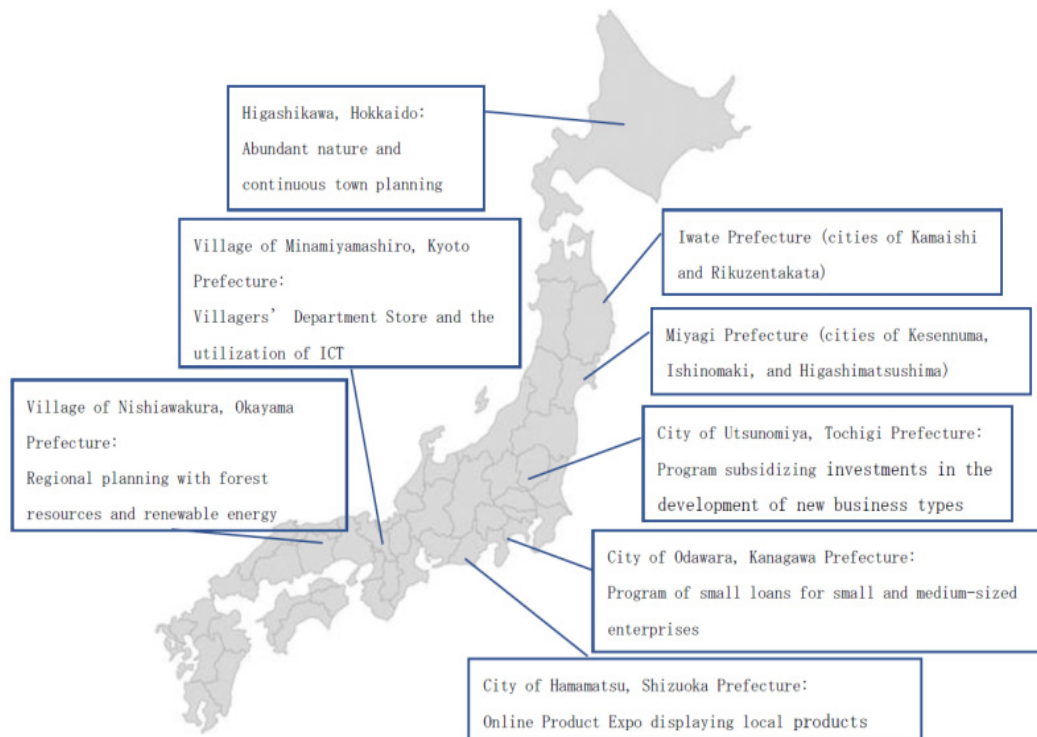 Higashikawa, Hokkaido:
Abundant nature and
continuous town planning
Village of Minamiyamashiro, Kyoto
Prefecture:
Villagers' Department Store and the
utilization of ICT
Village of Nishiawakura, Okayama
Prefecture:
Regional planning with forest
resources and renewable energy
Iwate Prefecture (cities of Kamaishi
and Rikuzentakata)
Miyagi Prefecture (cities of Kesennuma,
Ishinomaki, and Higashimatsushima)
City of Utsunomiya, Tochigi Prefecture:
Program subsidizing investments in the
development of new business types
City of Odawara, Kanagawa Prefecture:
Program of small loans for small and medium-sized
enterprises
City of Hamamatsu, Shizuoka Prefecture:
Online Product Expo displaying local products